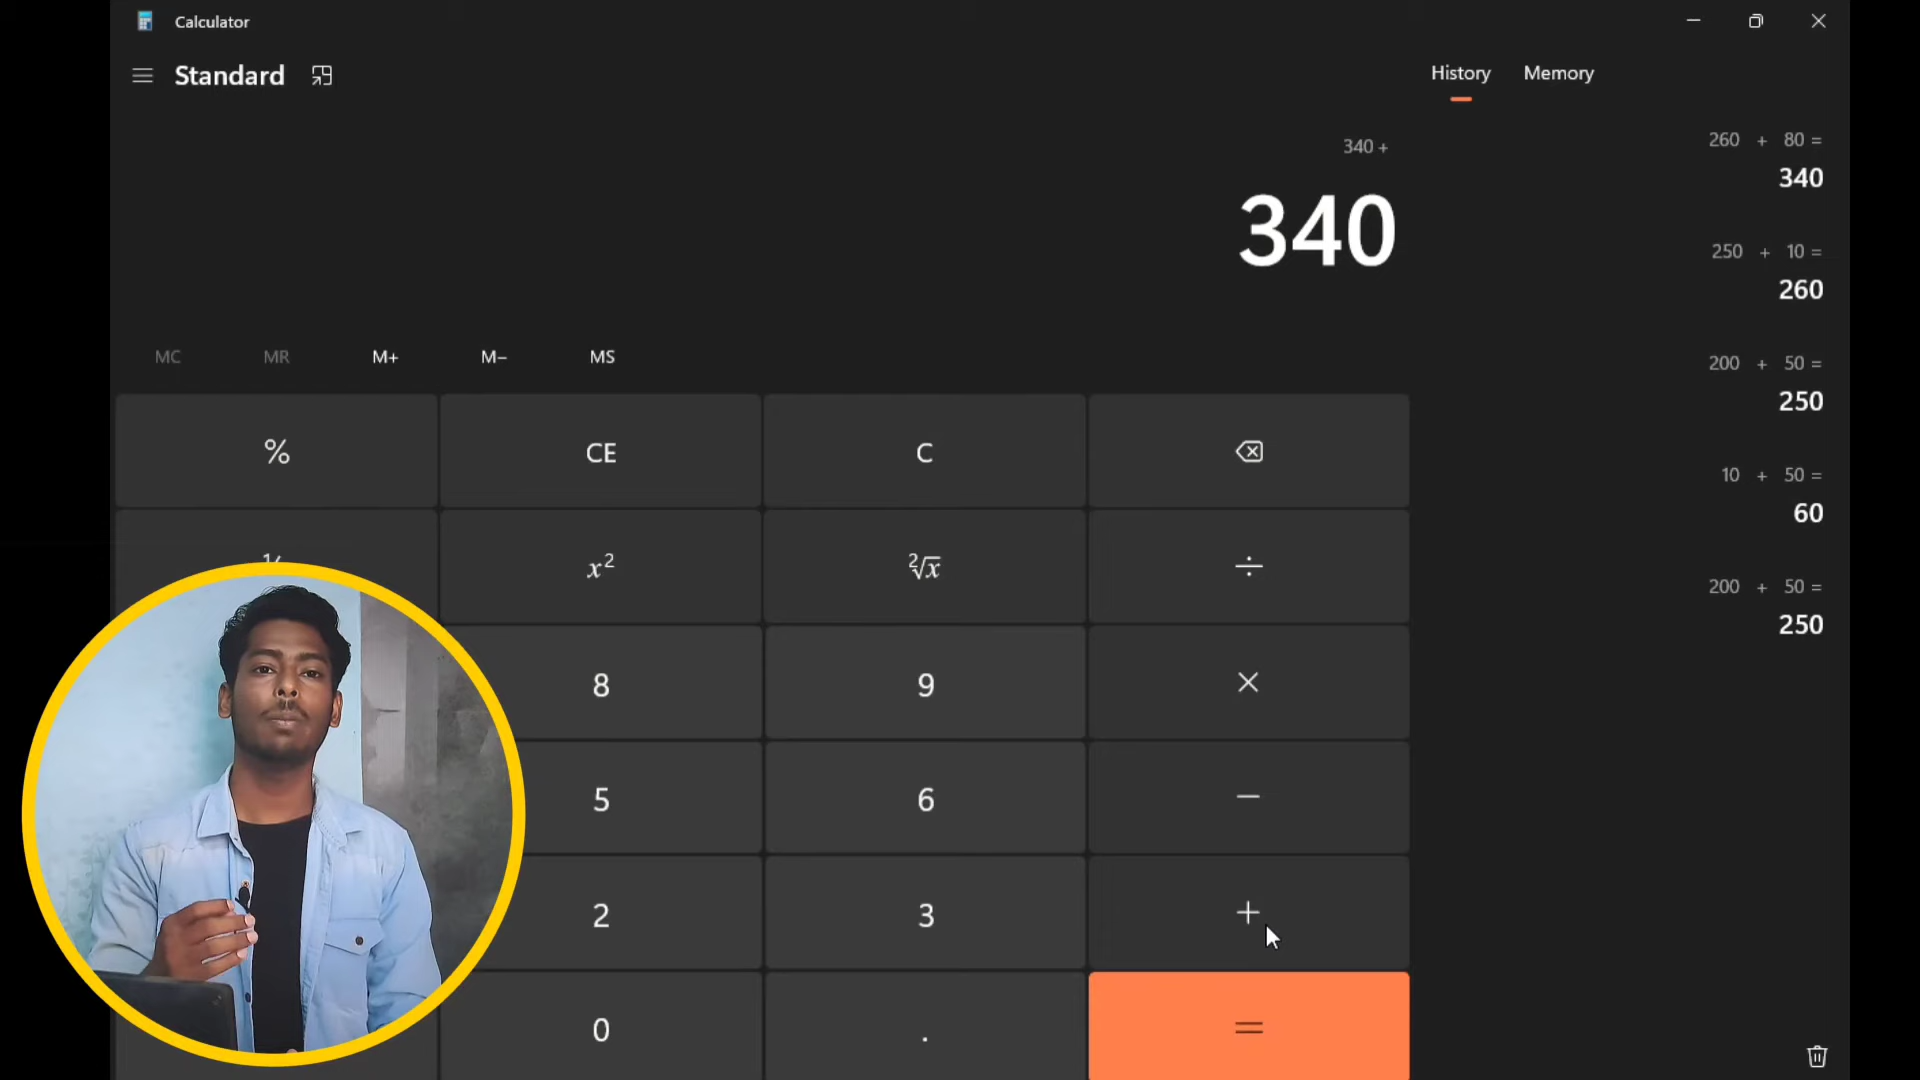 Calculator
Standard
History Memory
340 +
340
260 + 80 =
340
250 + 10 =
260
200 + 50 =
250
10 + 50 =
60
200 + 50 =
250
MC MR M+ M− MS
% CE C
x² ²√x ÷
8 9 ×
5 6 −
2 3 +
0 . =